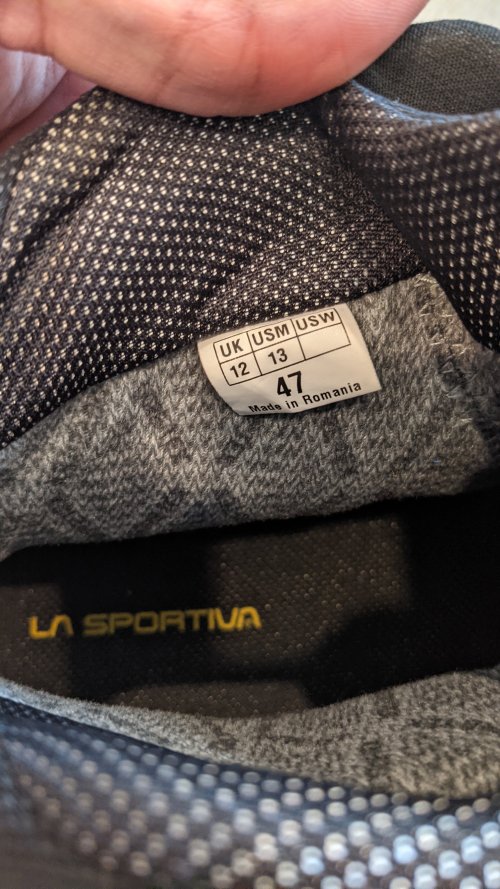 UK USM USW
12 13
47
Made in Romania
LA SPORTIVA